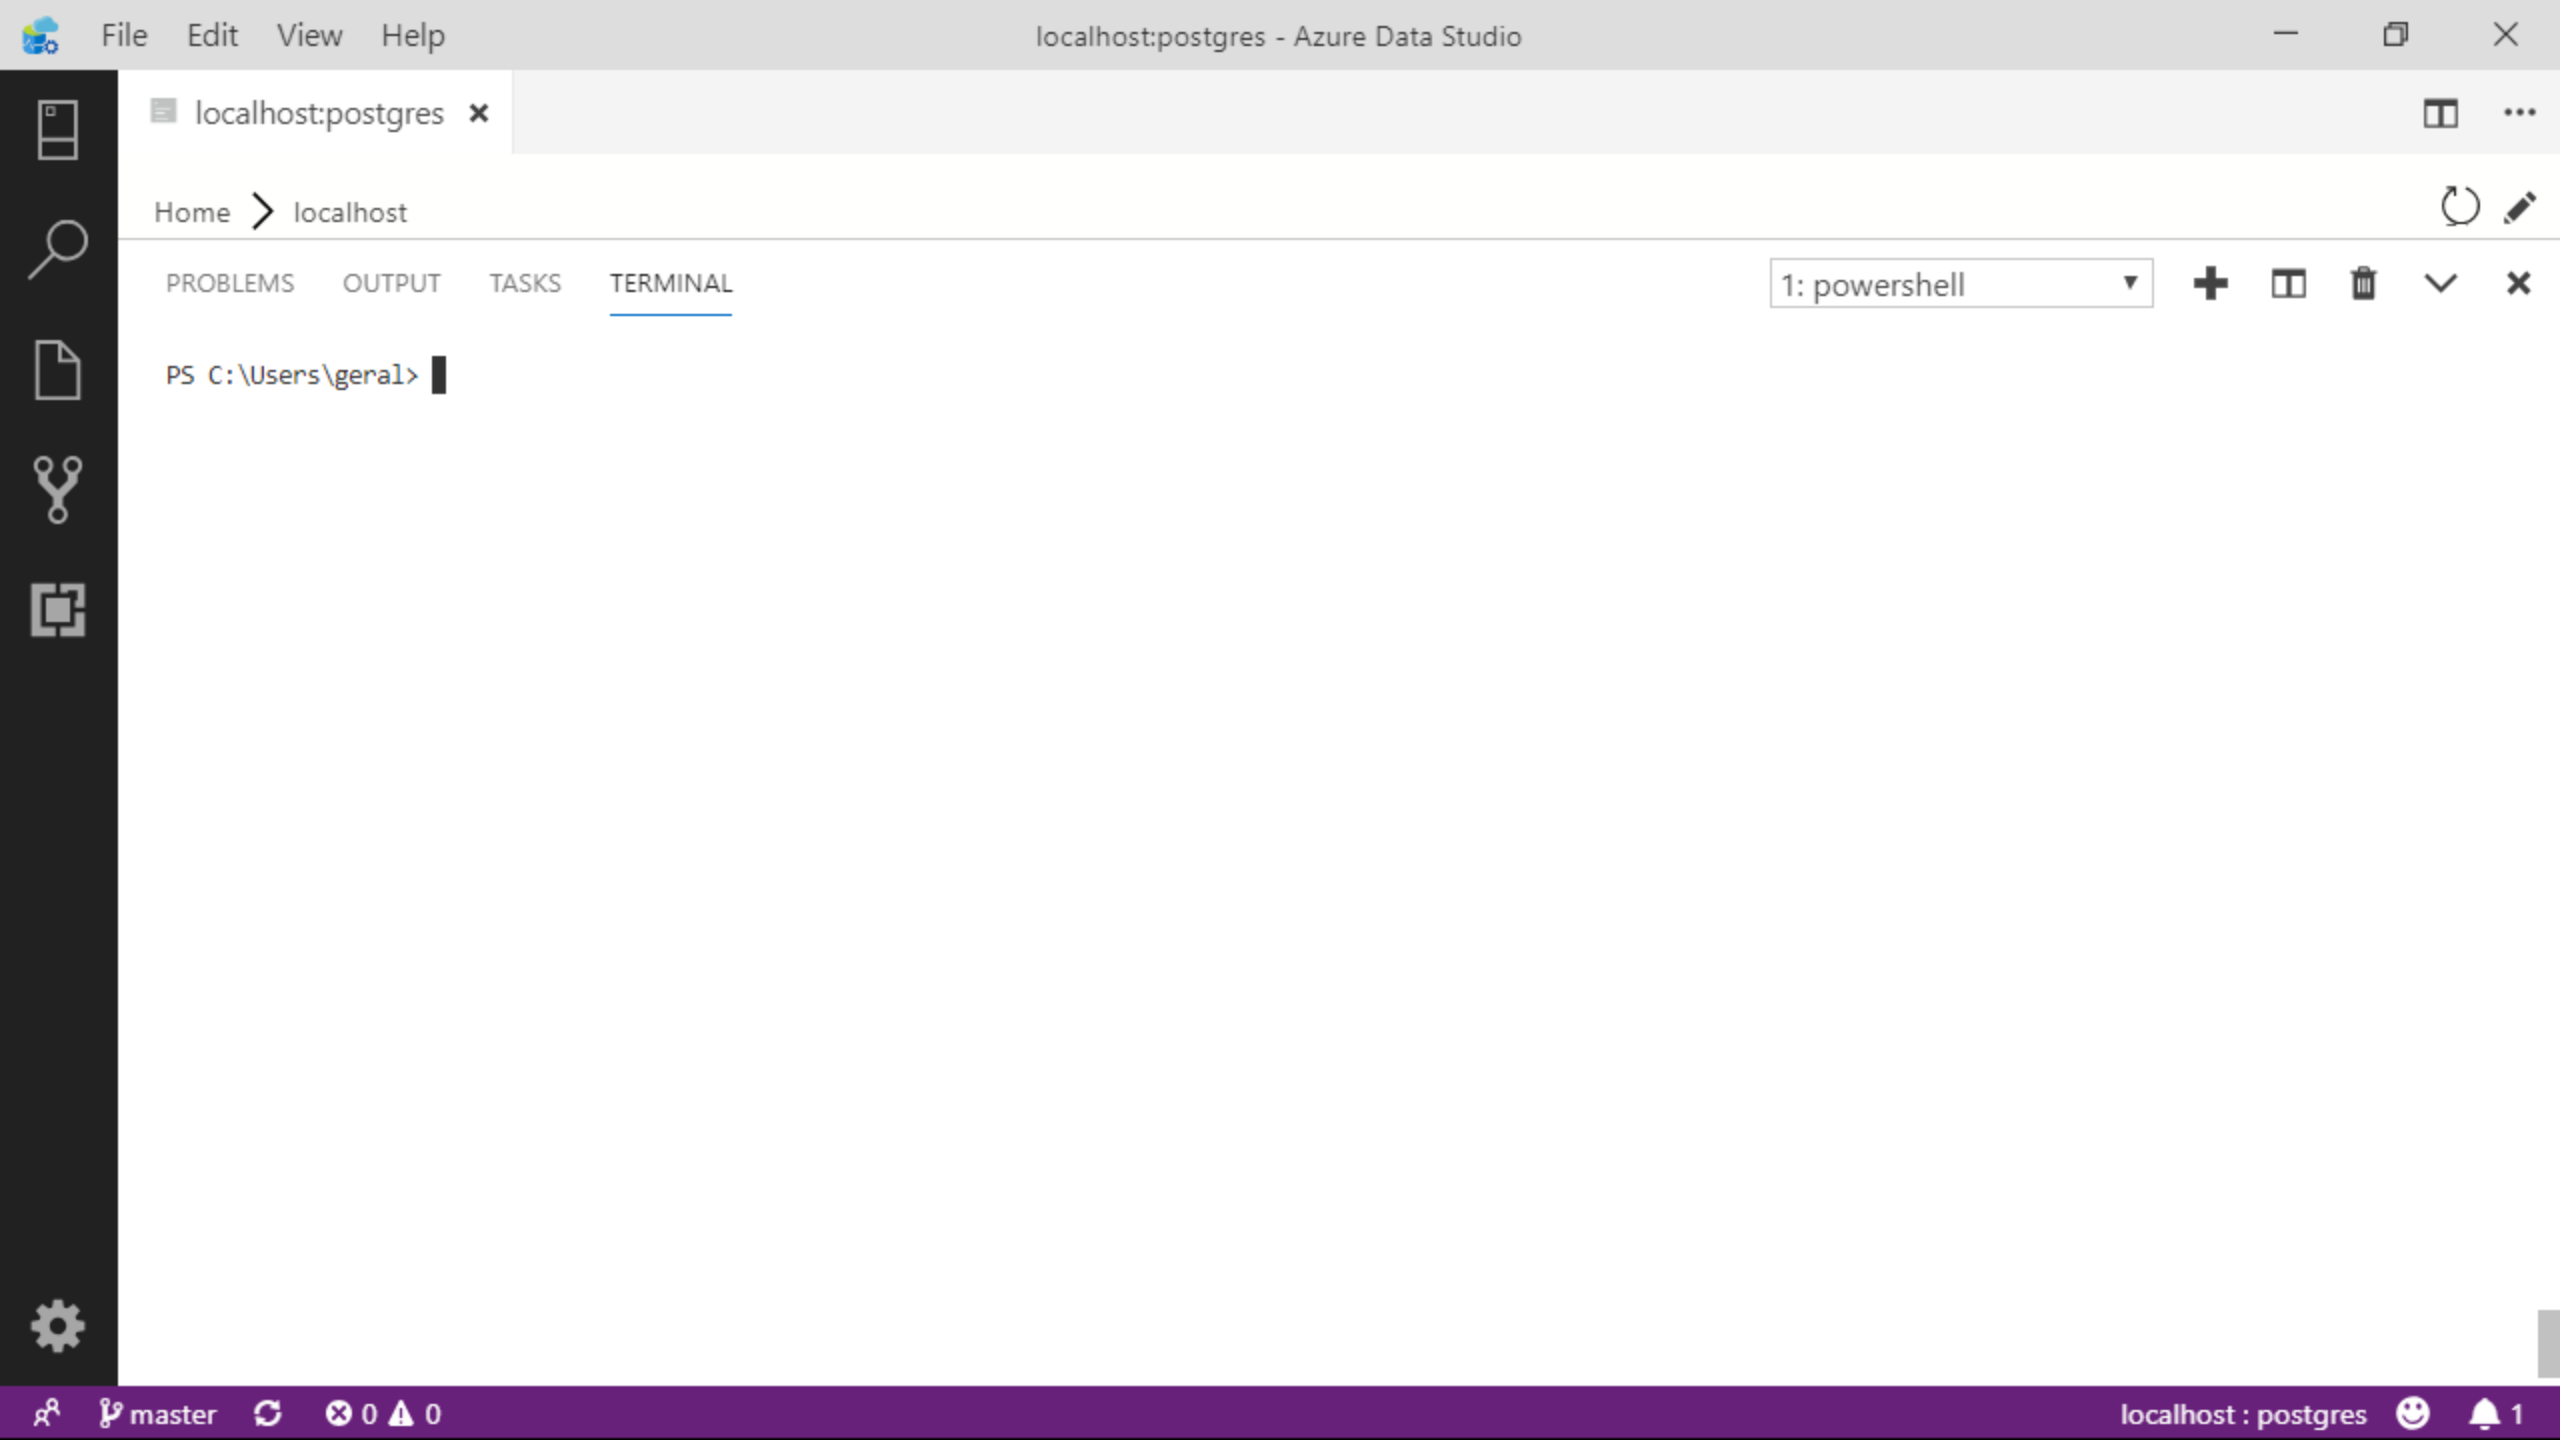 File Edit View Help
localhost:postgres - Azure Data Studio
localhost:postgres
Home localhost
PROBLEMS OUTPUT TASKS TERMINAL
1: powershell
PS C:\Users\geral>
master 0 0
localhost : postgres 1